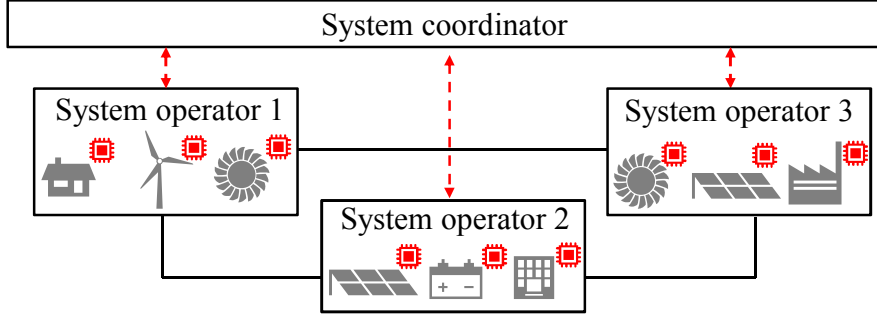 System coordinator
System operator 1
System operator 3
System operator 2
+ −